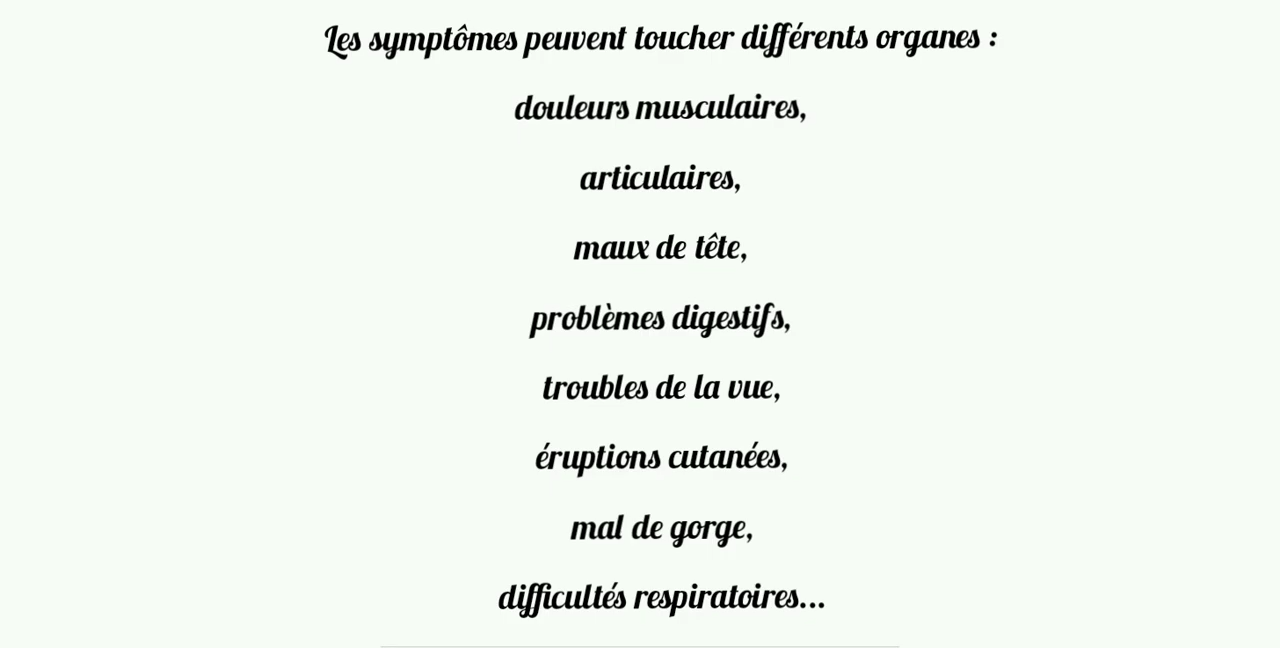 Les symptômes peuvent toucher différents organes :
douleurs musculaires,
articulaires,
maux de tête,
problèmes digestifs,
troubles de la vue,
éruptions cutanées,
mal de gorge,
difficultés respiratoires...